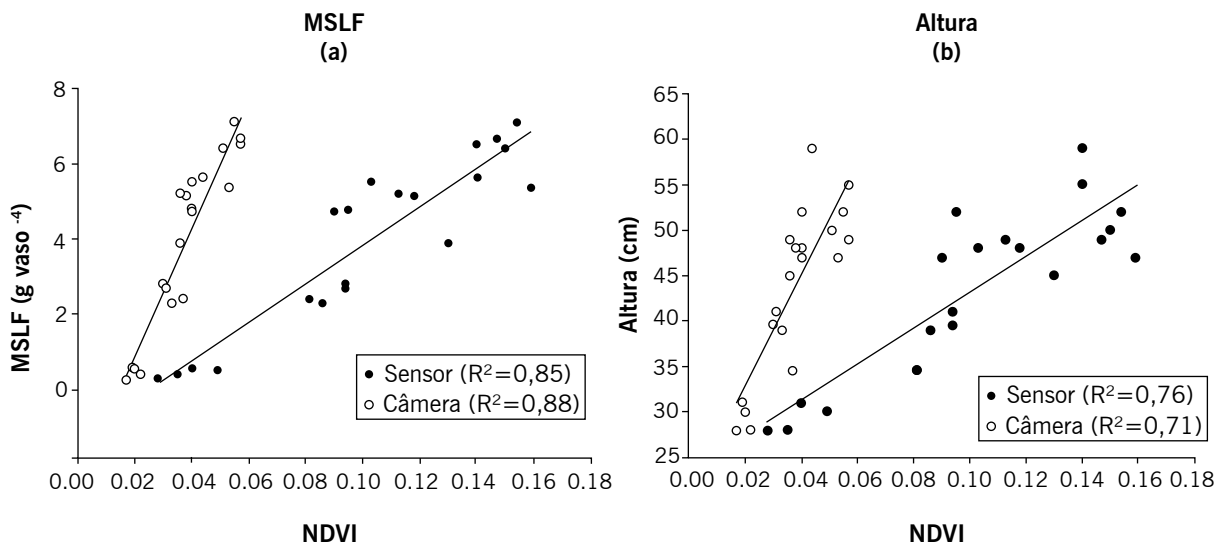 MSLF
(a)
MSLF (g vaso -4)
8
6
4
2
0
0.00 0.02 0.04 0.06 0.08 0.10 0.12 0.14 0.16 0.18
● Sensor (R²=0,85)
○ Câmera (R²=0,88)
NDVI
Altura
(b)
Altura (cm)
65
60
55
50
45
40
35
30
25
0.00 0.02 0.04 0.06 0.08 0.10 0.12 0.14 0.16 0.18
● Sensor (R²=0,76)
○ Câmera (R²=0,71)
NDVI